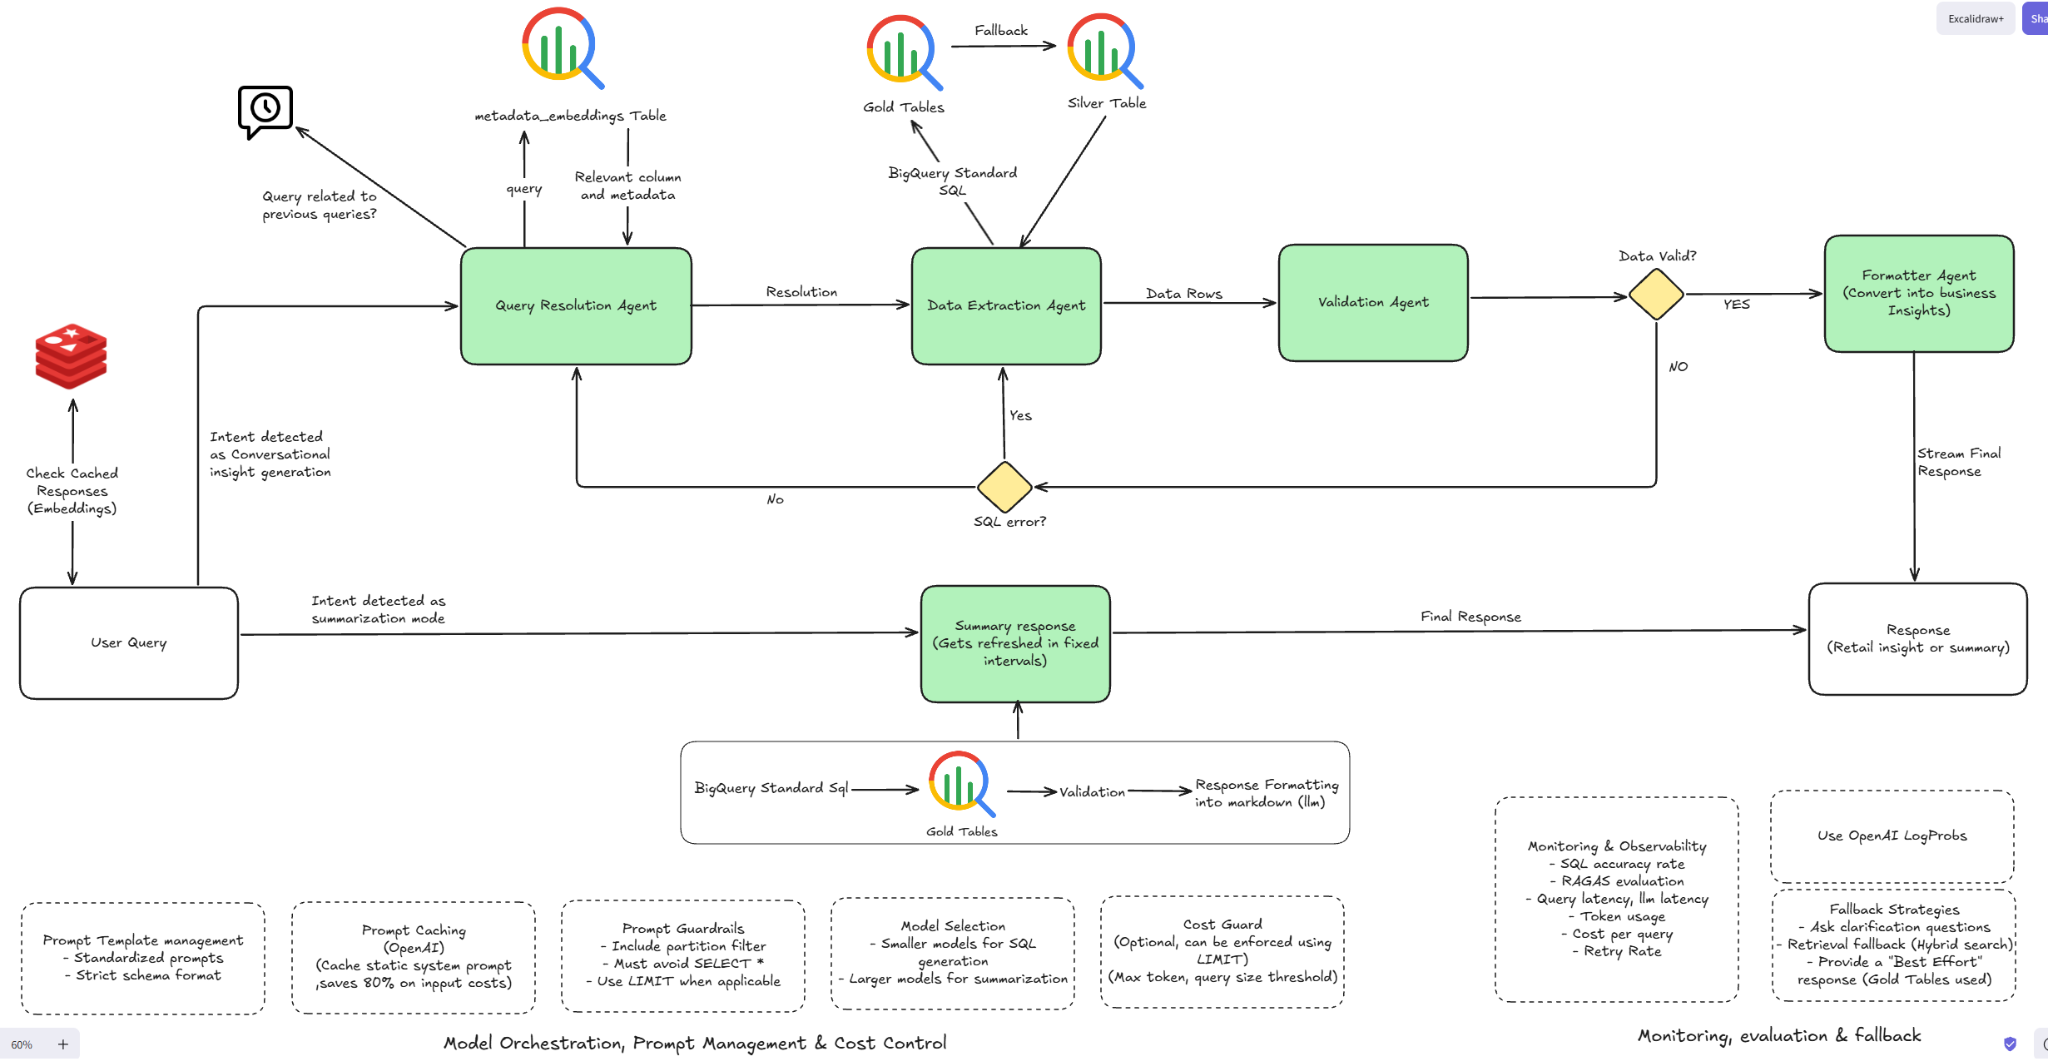 Excalidraw+
Sha
Fallback
Gold Tables
Silver Table
metadata_embeddings Table
BigQuery Standard
SQL
query
Relevant column
and metadata
Query related to
previous queries?
Query Resolution Agent
Resolution
Data Extraction Agent
Data Rows
Validation Agent
Data Valid?
YES
NO
Formatter Agent
(Convert into business
Insights)
Yes
SQL error?
No
Stream Final
Response
Intent detected
as Conversational
insight generation
Check Cached
Responses
(Embeddings)
User Query
Intent detected as
summarization mode
Summary response
(Gets refreshed in fixed
intervals)
Final Response
Response
(Retail insight or summary)
BigQuery Standard Sql
Gold Tables
Validation
Response Formatting
into markdown (llm)
Prompt Template management
- Standardized prompts
- Strict schema format
Prompt Caching
(OpenAI)
(Cache static system prompt
,saves 80% on inpput costs)
Prompt Guardrails
- Include partition filter
- Must avoid SELECT *
- Use LIMIT when applicable
Model Selection
- Smaller models for SQL
generation
- Larger models for summarization
Cost Guard
(Optional, can be enforced using
LIMIT)
(Max token, query size threshold)
Monitoring & Observability
- SQL accuracy rate
- RAGAS evaluation
- Query latency, llm latency
- Token usage
- Cost per query
- Retry Rate
Use OpenAI LogProbs
Fallback Strategies
- Ask clarification questions
- Retrieval fallback (Hybrid search)
- Provide a "Best Effort"
response (Gold Tables used)
Model Orchestration, Prompt Management & Cost Control
Monitoring, evaluation & fallback
60%